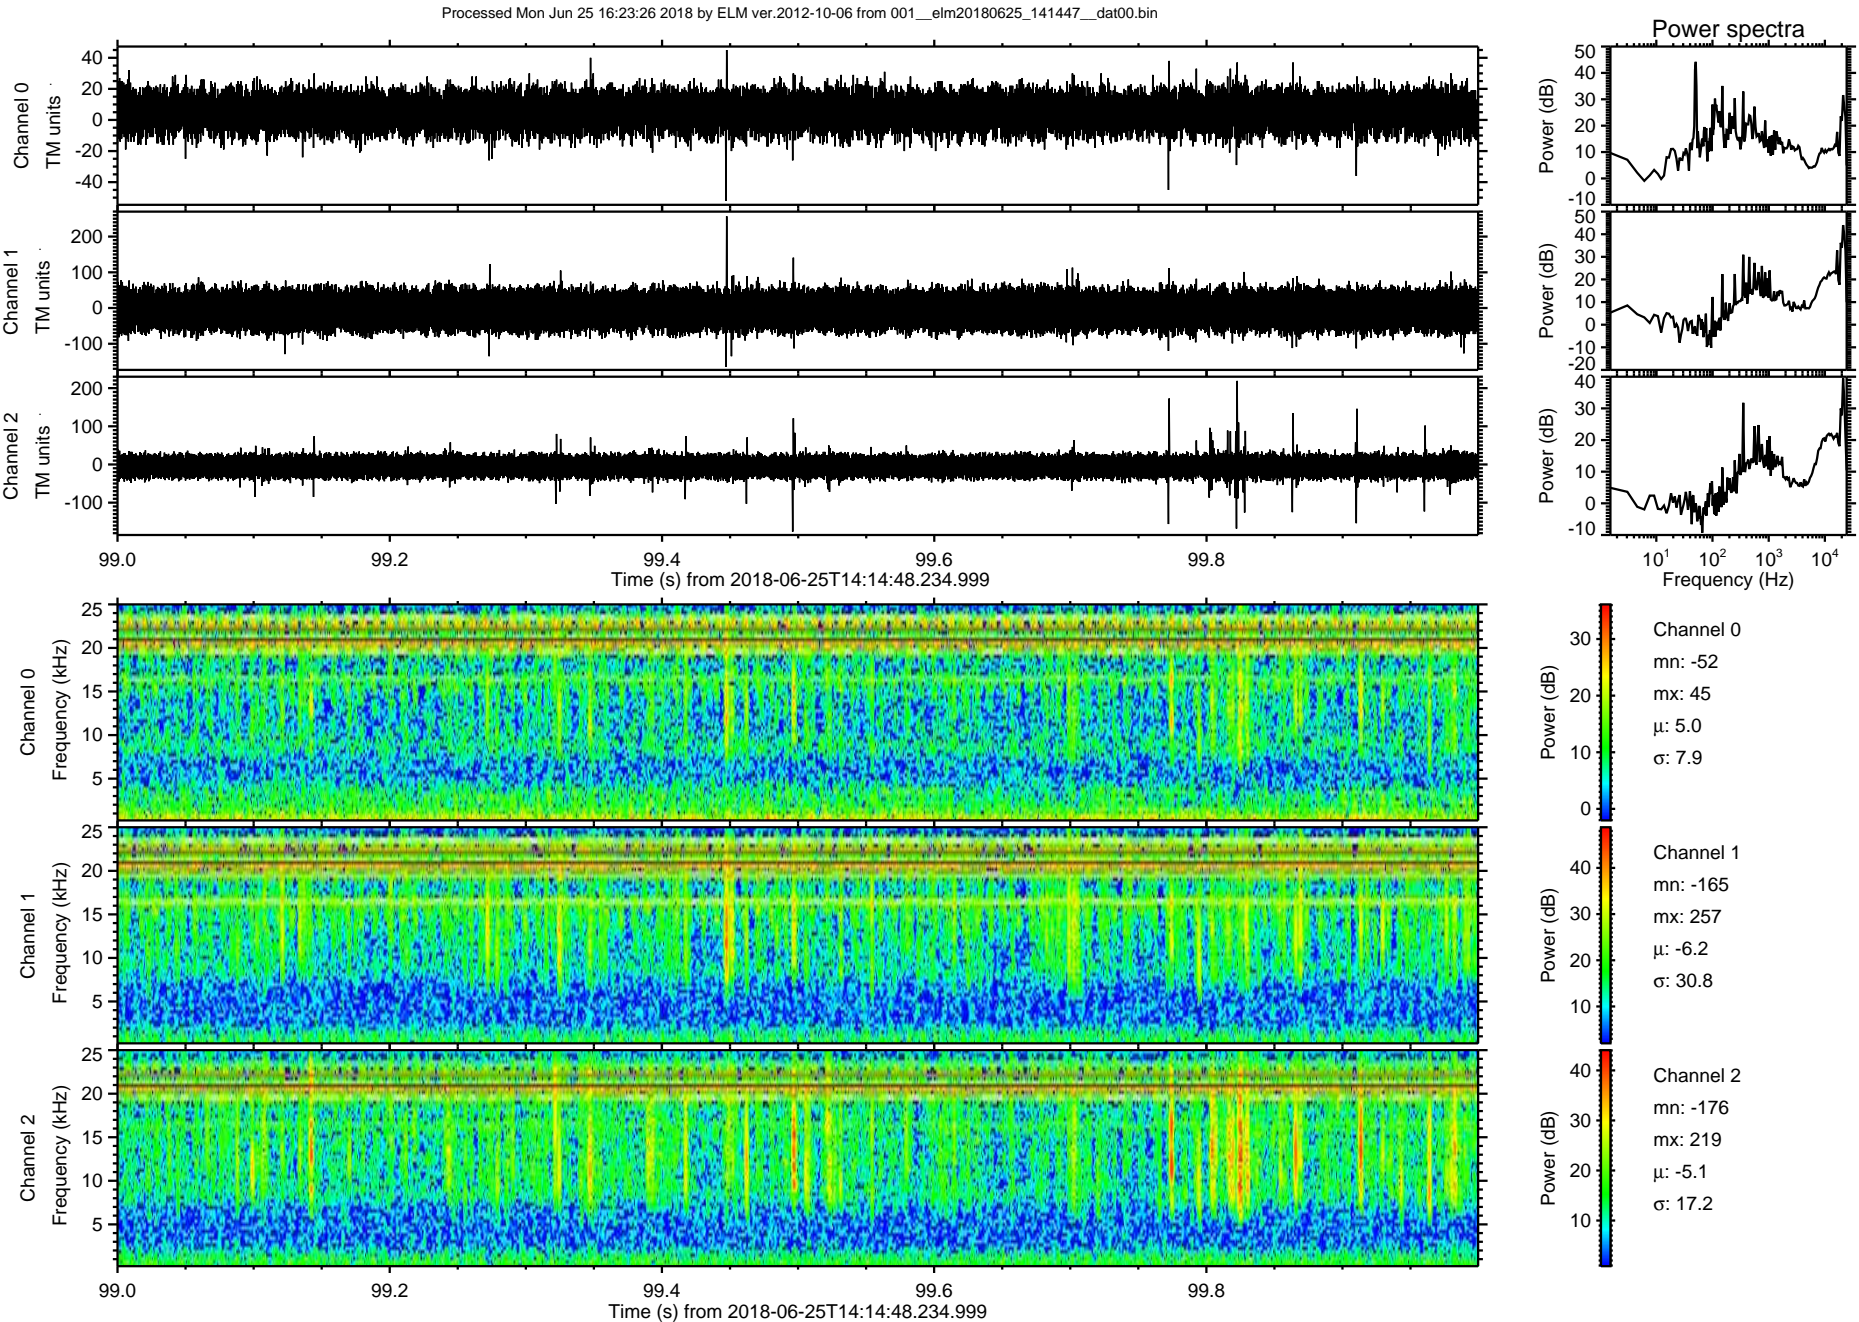 Processed Mon Jun 25 16:23:26 2018 by ELM ver.2012-10-06 from 001__elm20180625_141447__dat00.bin
Power spectra
Channel 0
TM units
40
20
0
-20
-40
Power (dB)
50
40
30
20
10
0
-10
Channel 1
TM units
200
100
0
-100
Power (dB)
50
40
30
20
10
0
-10
-20
Channel 2
TM units
200
100
0
-100
Power (dB)
40
30
20
10
0
-10
99.0 99.2 99.4 99.6 99.8
Time (s) from 2018-06-25T14:14:48.234.999
10^1 10^2 10^3 10^4
Frequency (Hz)
Channel 0
Frequency (kHz)
25
20
15
10
5
Power (dB)
30
20
10
0
Channel 0
mn: -52
mx: 45
μ: 5.0
σ: 7.9
Channel 1
Frequency (kHz)
25
20
15
10
5
Power (dB)
40
30
20
10
Channel 1
mn: -165
mx: 257
μ: -6.2
σ: 30.8
Channel 2
Frequency (kHz)
25
20
15
10
5
Power (dB)
40
30
20
10
Channel 2
mn: -176
mx: 219
μ: -5.1
σ: 17.2
99.0 99.2 99.4 99.6 99.8
Time (s) from 2018-06-25T14:14:48.234.999